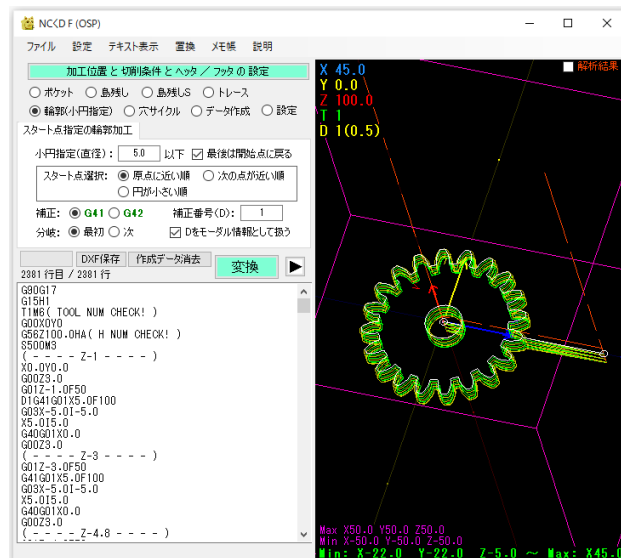 NCくD F (OSP)
ファイル 設定 テキスト表示 置換 メモ帳 説明
加工位置 と 切削条件 と ヘッダ / フッタ の 設定
ポケット 島残し 島残しS トレース
輪郭(小円指定) 穴サイクル データ作成 設定
スタート点指定の輪郭加工
小円指定(直径): 5.0 以下 最後は開始点に戻る
スタート点選択: 原点に近い順 次の点が近い順
円が小さい順
補正: G41 G42 補正番号(D): 1
分岐: 最初 次 Dをモーダル情報として扱う
DXF保存 作成データ消去 変換
2381 行目 / 2381 行
G90G17
G15H1
T1M6( TOOL NUM CHECK! )
G00X0Y0
G56Z100.0HA( H NUM CHECK! )
S500M3
( - - - - Z-1 - - - - )
X0.0Y0.0
G00Z3.0
G01Z-1.0F50
D1G41G01X5.0F100
G03X-5.0I-5.0
X5.0I5.0
G40G01X0.0
G00Z3.0
( - - - - Z-3 - - - - )
G01Z-3.0F50
G41G01X5.0F100
G03X-5.0I-5.0
X5.0I5.0
G40G01X0.0
G00Z3.0
( - - - - Z-4.8 - - - - )
X 45.0
Y 0.0
Z 100.0
T 1
D 1(0.5)
解析結果
Max X50.0 Y50.0 Z50.0
Min X-50.0 Y-50.0 Z-50.0
Min: X-22.0 Y-22.0 Z-5.0 ～ Max: X45.0